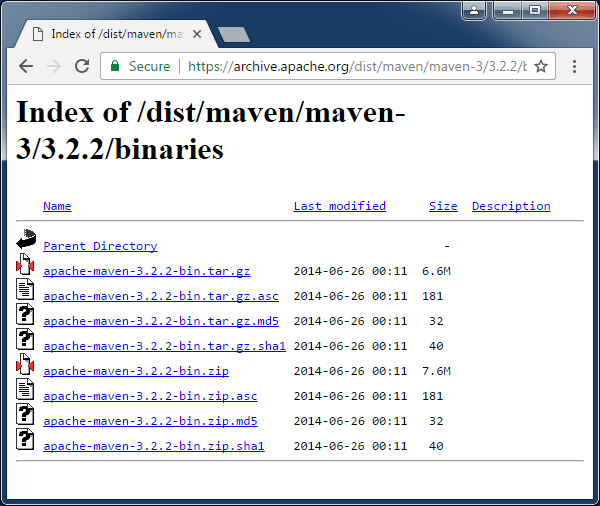 Index of /dist/maven/ma
Secure https://archive.apache.org/dist/maven/maven-3/3.2.2/b
Index of /dist/maven/maven-
3/3.2.2/binaries
Name Last modified Size Description
Parent Directory -
apache-maven-3.2.2-bin.tar.gz 2014-06-26 00:11 6.6M
apache-maven-3.2.2-bin.tar.gz.asc 2014-06-26 00:11 181
apache-maven-3.2.2-bin.tar.gz.md5 2014-06-26 00:11 32
apache-maven-3.2.2-bin.tar.gz.sha1 2014-06-26 00:11 40
apache-maven-3.2.2-bin.zip 2014-06-26 00:11 7.6M
apache-maven-3.2.2-bin.zip.asc 2014-06-26 00:11 181
apache-maven-3.2.2-bin.zip.md5 2014-06-26 00:11 32
apache-maven-3.2.2-bin.zip.sha1 2014-06-26 00:11 40